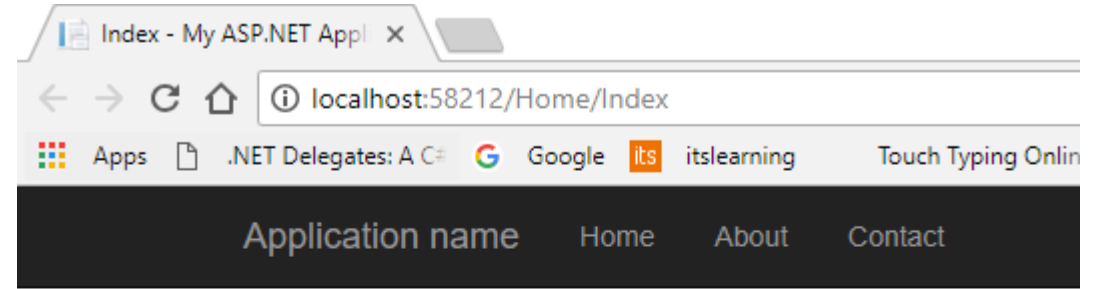 Index - My ASP.NET Appl
localhost:58212/Home/Index
Apps .NET Delegates: A C# Google its itslearning Touch Typing Onlin
Application name Home About Contact